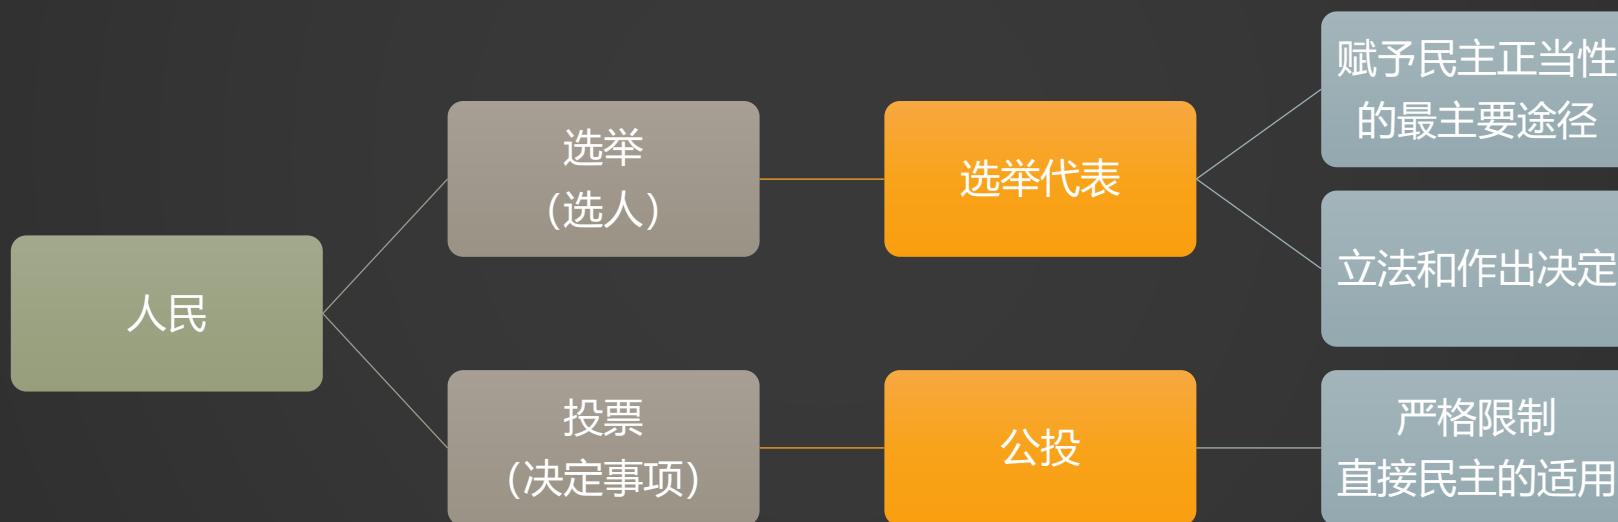 人民
选举
（选人）
选举代表
赋予民主正当性
的最主要途径
立法和作出决定
投票
（决定事项）
公投
严格限制
直接民主的适用